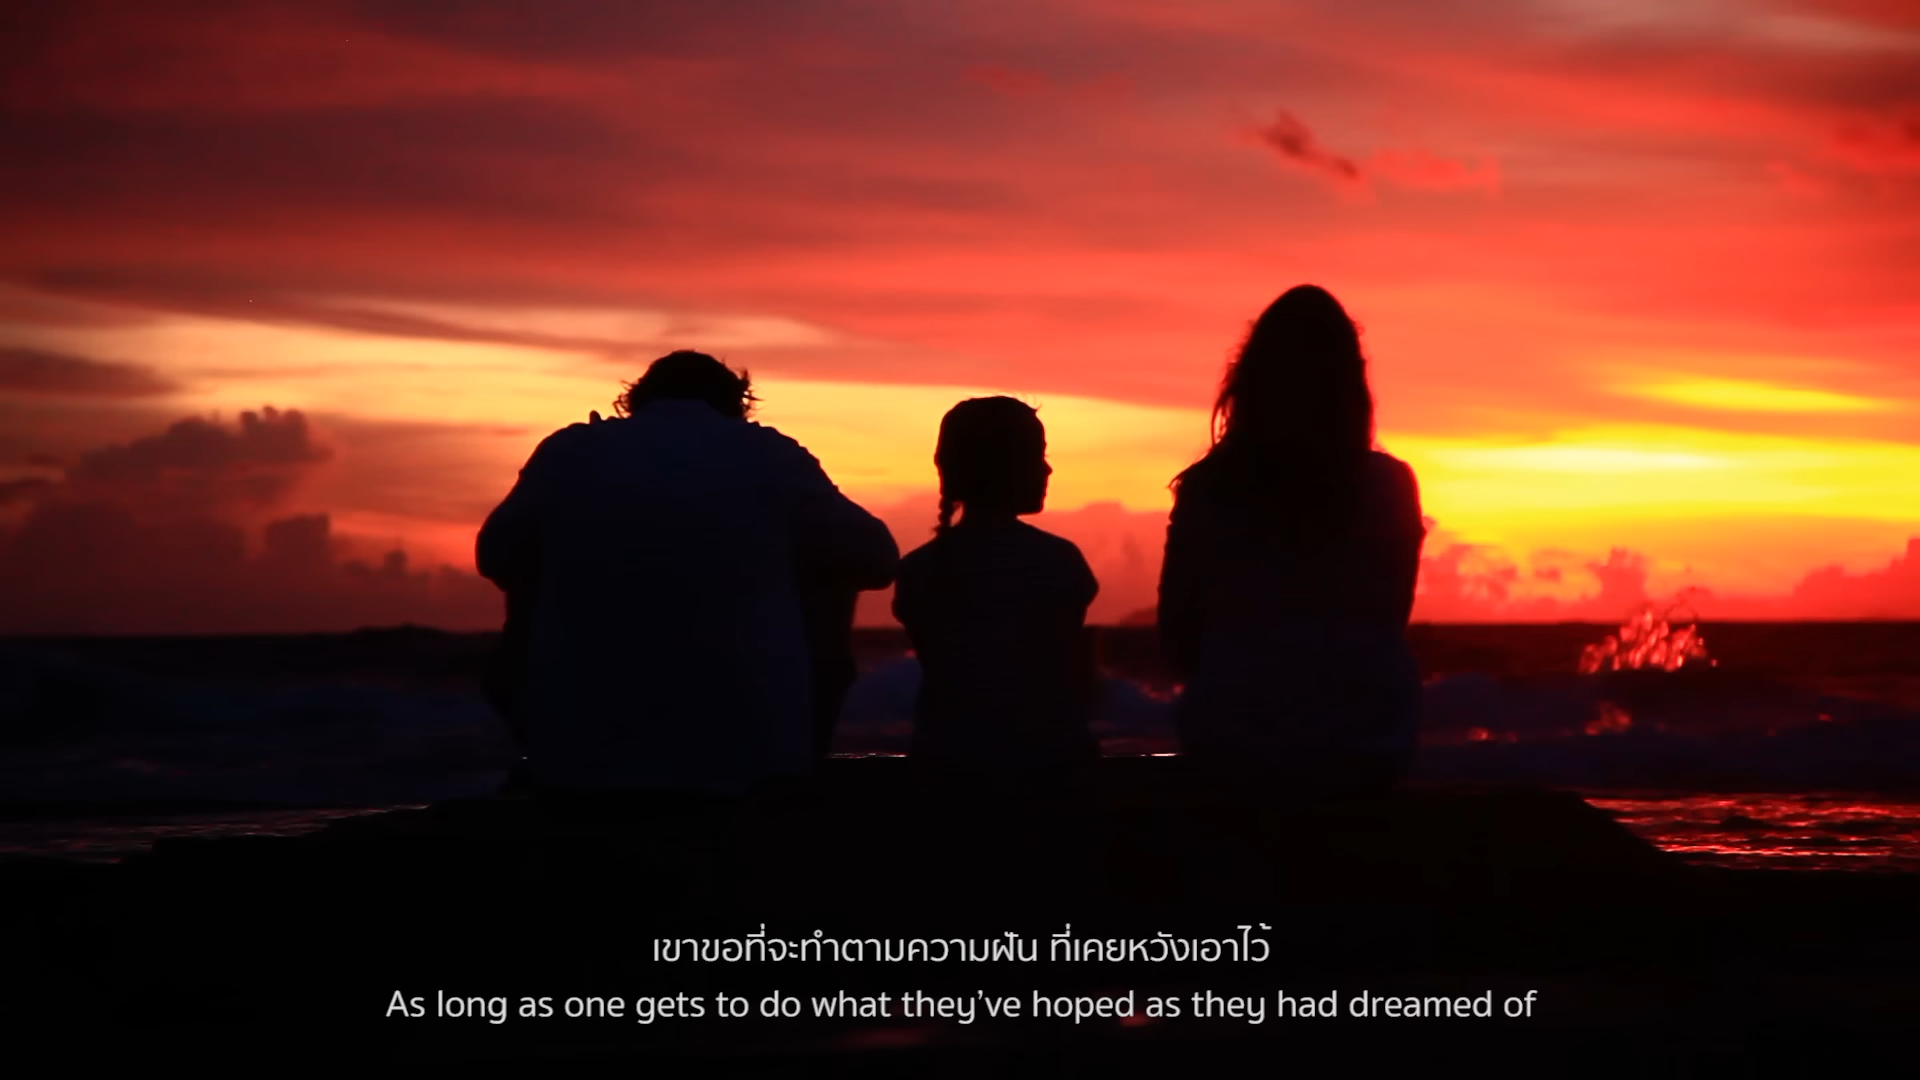 เขาขอที่จะทำตามความฝัน ที่เคยหวังเอาไว้
As long as one gets to do what they’ve hoped as they had dreamed of